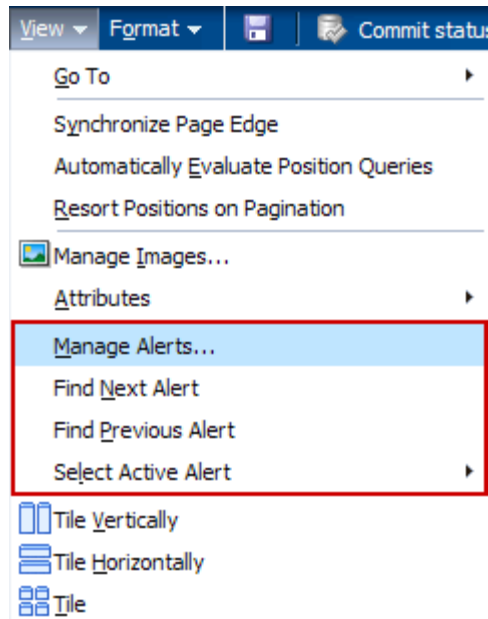 View Format Commit status
Go To
Synchronize Page Edge
Automatically Evaluate Position Queries
Resort Positions on Pagination
Manage Images...
Attributes
Manage Alerts...
Find Next Alert
Find Previous Alert
Select Active Alert
Tile Vertically
Tile Horizontally
Tile